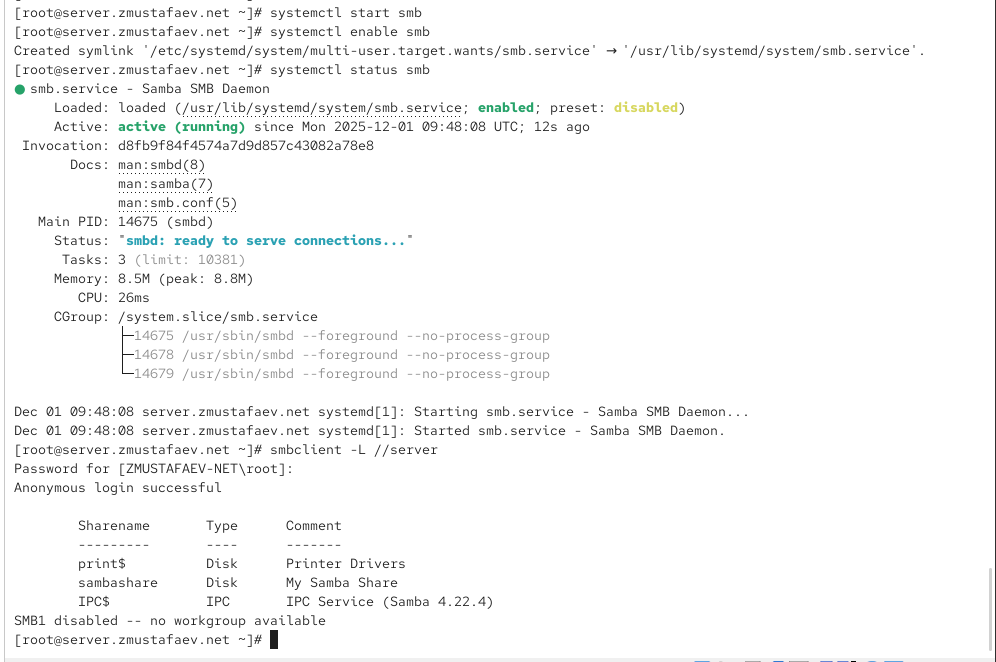 [root@server.zmustafaev.net ~]# systemctl start smb
[root@server.zmustafaev.net ~]# systemctl enable smb
Created symlink '/etc/systemd/system/multi-user.target.wants/smb.service' → '/usr/lib/systemd/system/smb.service'.
[root@server.zmustafaev.net ~]# systemctl status smb
● smb.service - Samba SMB Daemon
     Loaded: loaded (/usr/lib/systemd/system/smb.service; enabled; preset: disabled)
     Active: active (running) since Mon 2025-12-01 09:48:08 UTC; 12s ago
 Invocation: d8fb9f84f4574a7d9d857c43082a78e8
       Docs: man:smbd(8)
             man:samba(7)
             man:smb.conf(5)
   Main PID: 14675 (smbd)
     Status: "smbd: ready to serve connections..."
      Tasks: 3 (limit: 10381)
     Memory: 8.5M (peak: 8.8M)
        CPU: 26ms
     CGroup: /system.slice/smb.service
             ├─14675 /usr/sbin/smbd --foreground --no-process-group
             ├─14678 /usr/sbin/smbd --foreground --no-process-group
             └─14679 /usr/sbin/smbd --foreground --no-process-group
Dec 01 09:48:08 server.zmustafaev.net systemd[1]: Starting smb.service - Samba SMB Daemon...
Dec 01 09:48:08 server.zmustafaev.net systemd[1]: Started smb.service - Samba SMB Daemon.
[root@server.zmustafaev.net ~]# smbclient -L //server
Password for [ZMUSTAFAEV-NET\root]:
Anonymous login successful
        Sharename       Type      Comment
        ---------       ----      -------
        print$          Disk      Printer Drivers
        sambashare      Disk      My Samba Share
        IPC$            IPC       IPC Service (Samba 4.22.4)
SMB1 disabled -- no workgroup available
[root@server.zmustafaev.net ~]#